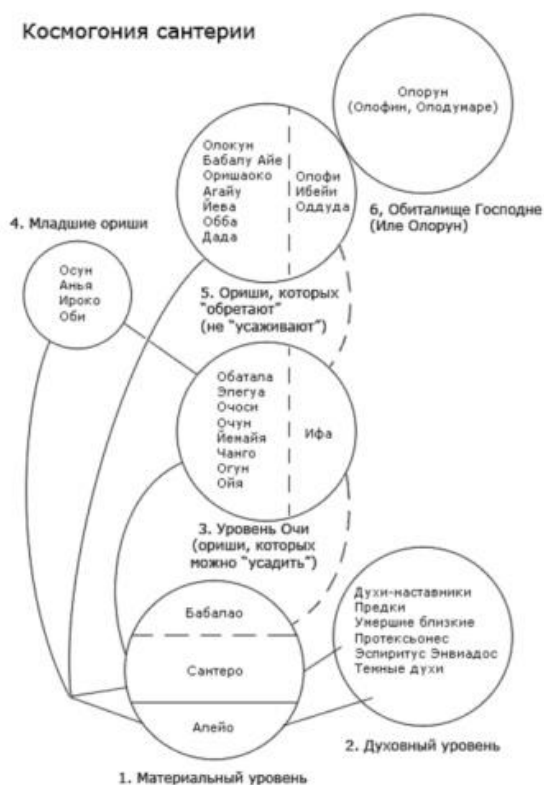 Космогония сантерии
Олорун
(Олофин, Олодумаре)
6, Обиталище Господне
(Иле Олорун)
Олокун
Бабалу Айе
Оришаоко
Агайу
Йева
Обба
Дада
Олофи
Ибейи
Оддуда
5. Ориши, которых
"обретают"
(не "усаживают")
4. Младшие ориши
Осун
Анья
Ироко
Оби
Обатала
Элегуа
Очоси
Очун
Йемайя
Чанго
Огун
Ойя
Ифа
3. Уровень Очи
(ориши, которых
можно "усадить")
Бабалао
Сантеро
Алейо
1. Материальный уровень
Духи-наставники
Предки
Умершие близкие
Протексьонес
Эспиритус Энвиадос
Темные духи
2. Духовный уровень